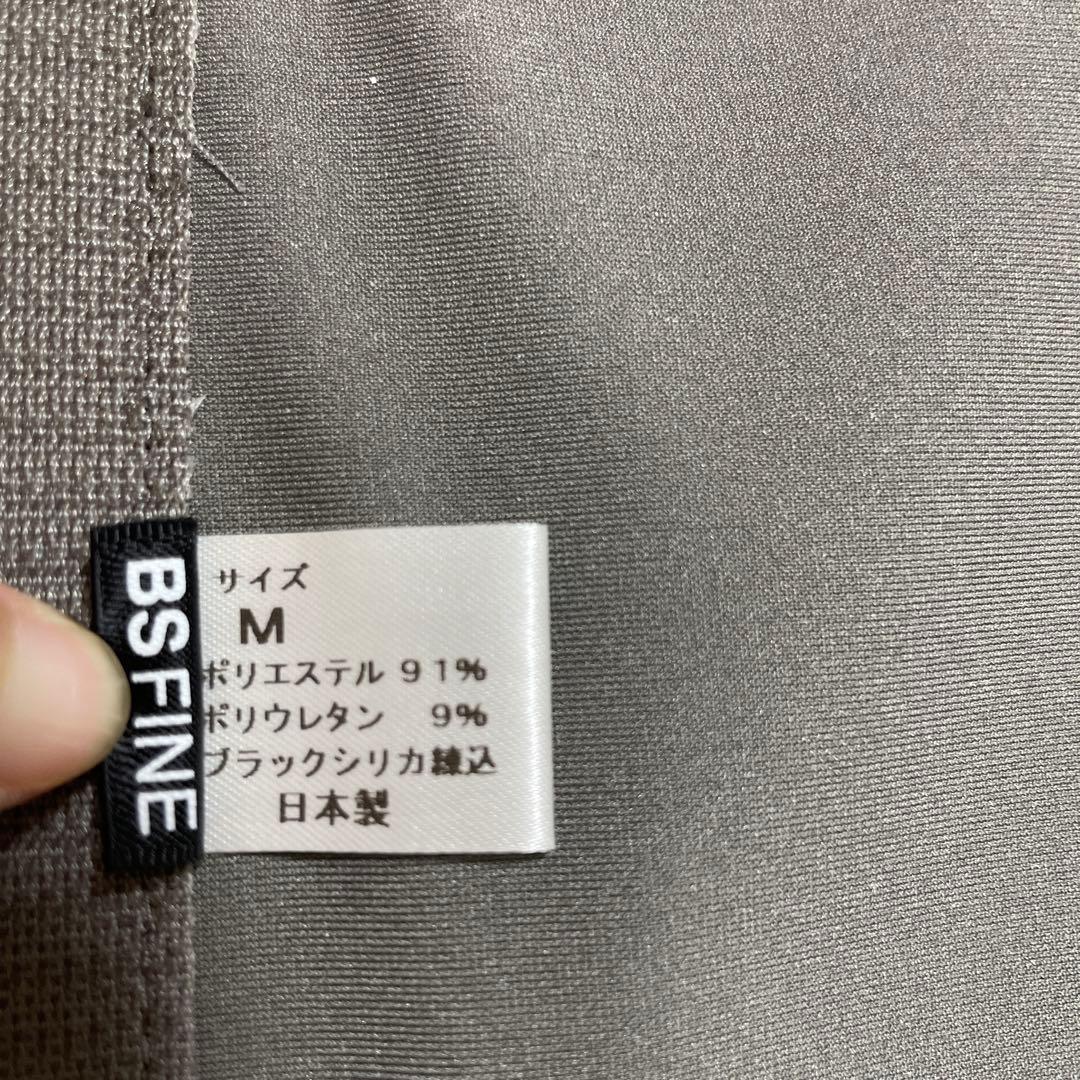 BS FINE
サイズ
M
ポリエステル 91%
ポリウレタン 9%
ブラックシリカ練込
日本製